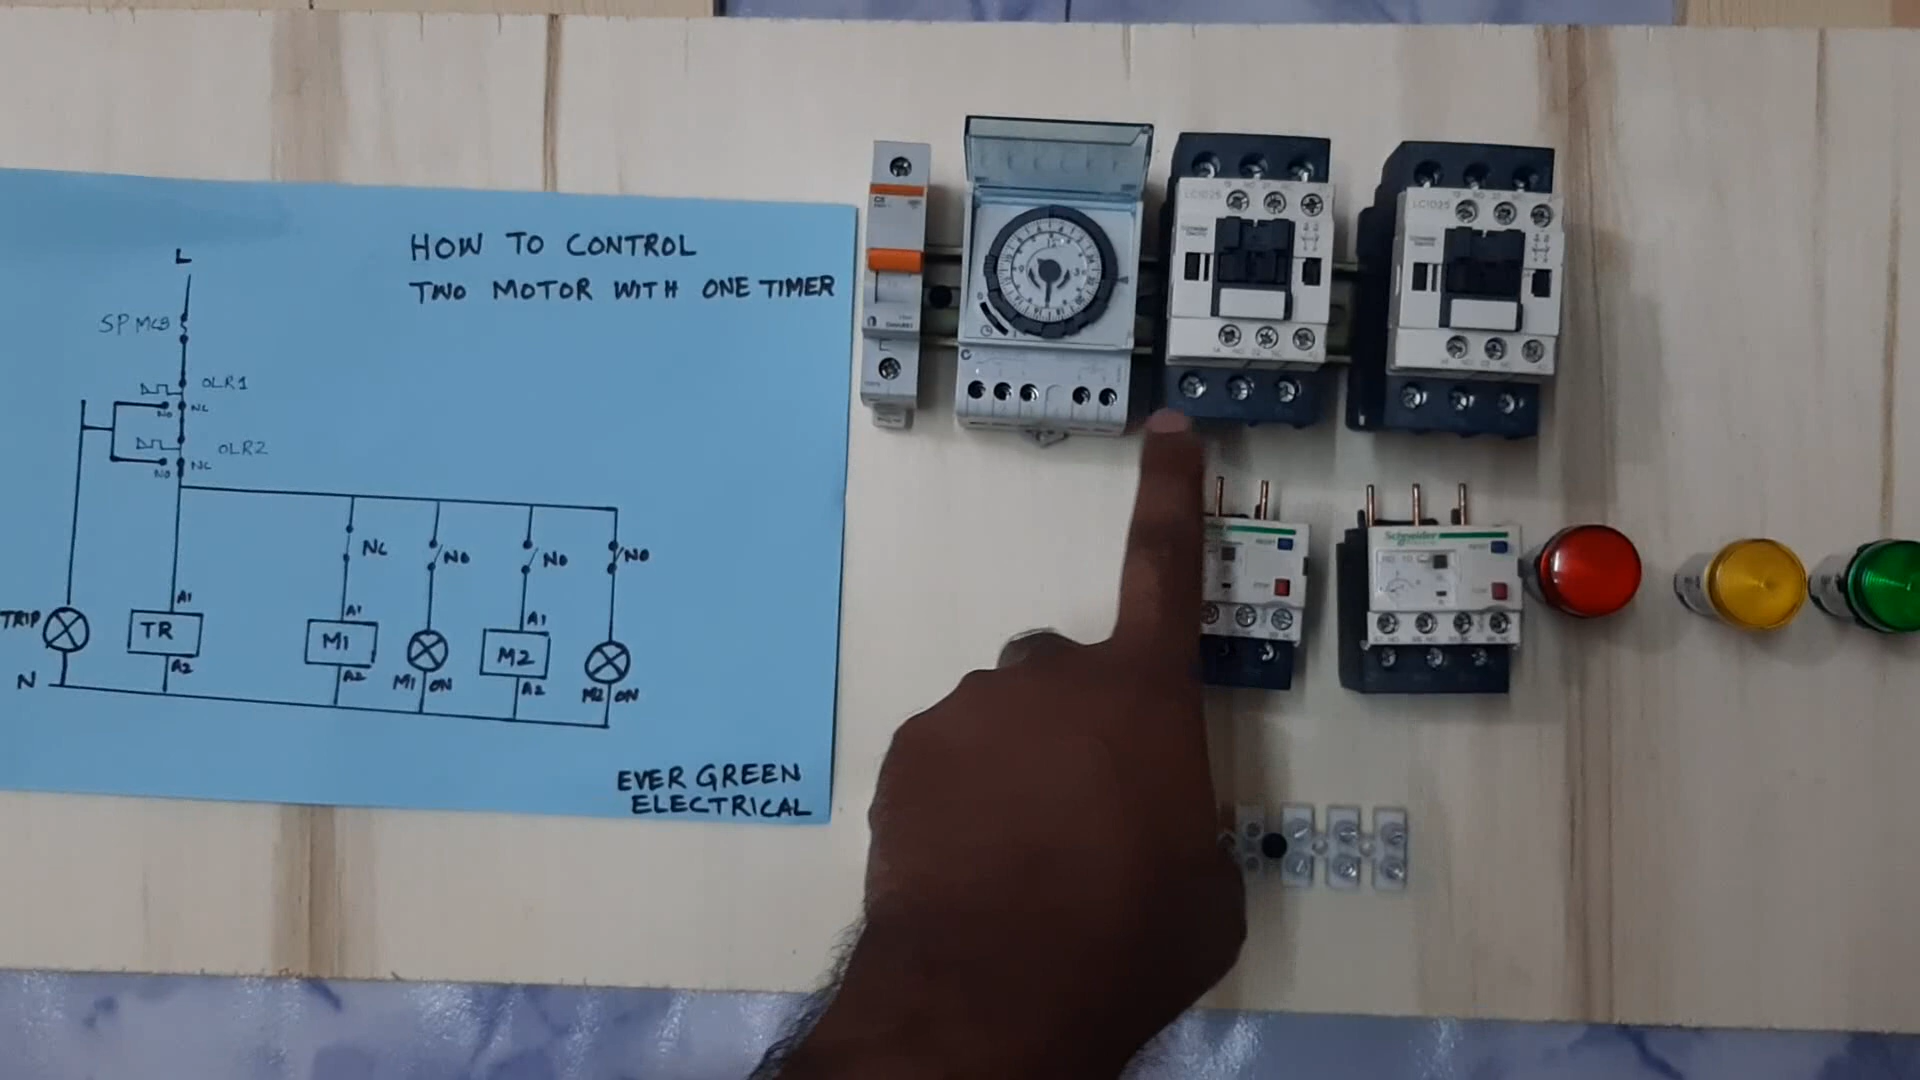 HOW TO CONTROL
TWO MOTOR WITH ONE TIMER
L
SP MCB
OLR1
NO
NC
OLR2
NO
NC
NC
NO
NO
NO
TRIP
A1
TR
A2
A1
M1
A2
M1 ON
A1
M2
A2
M2 ON
N
EVER GREEN
ELECTRICAL
LC1D25
LC1D25
Schneider
RESET
RESET